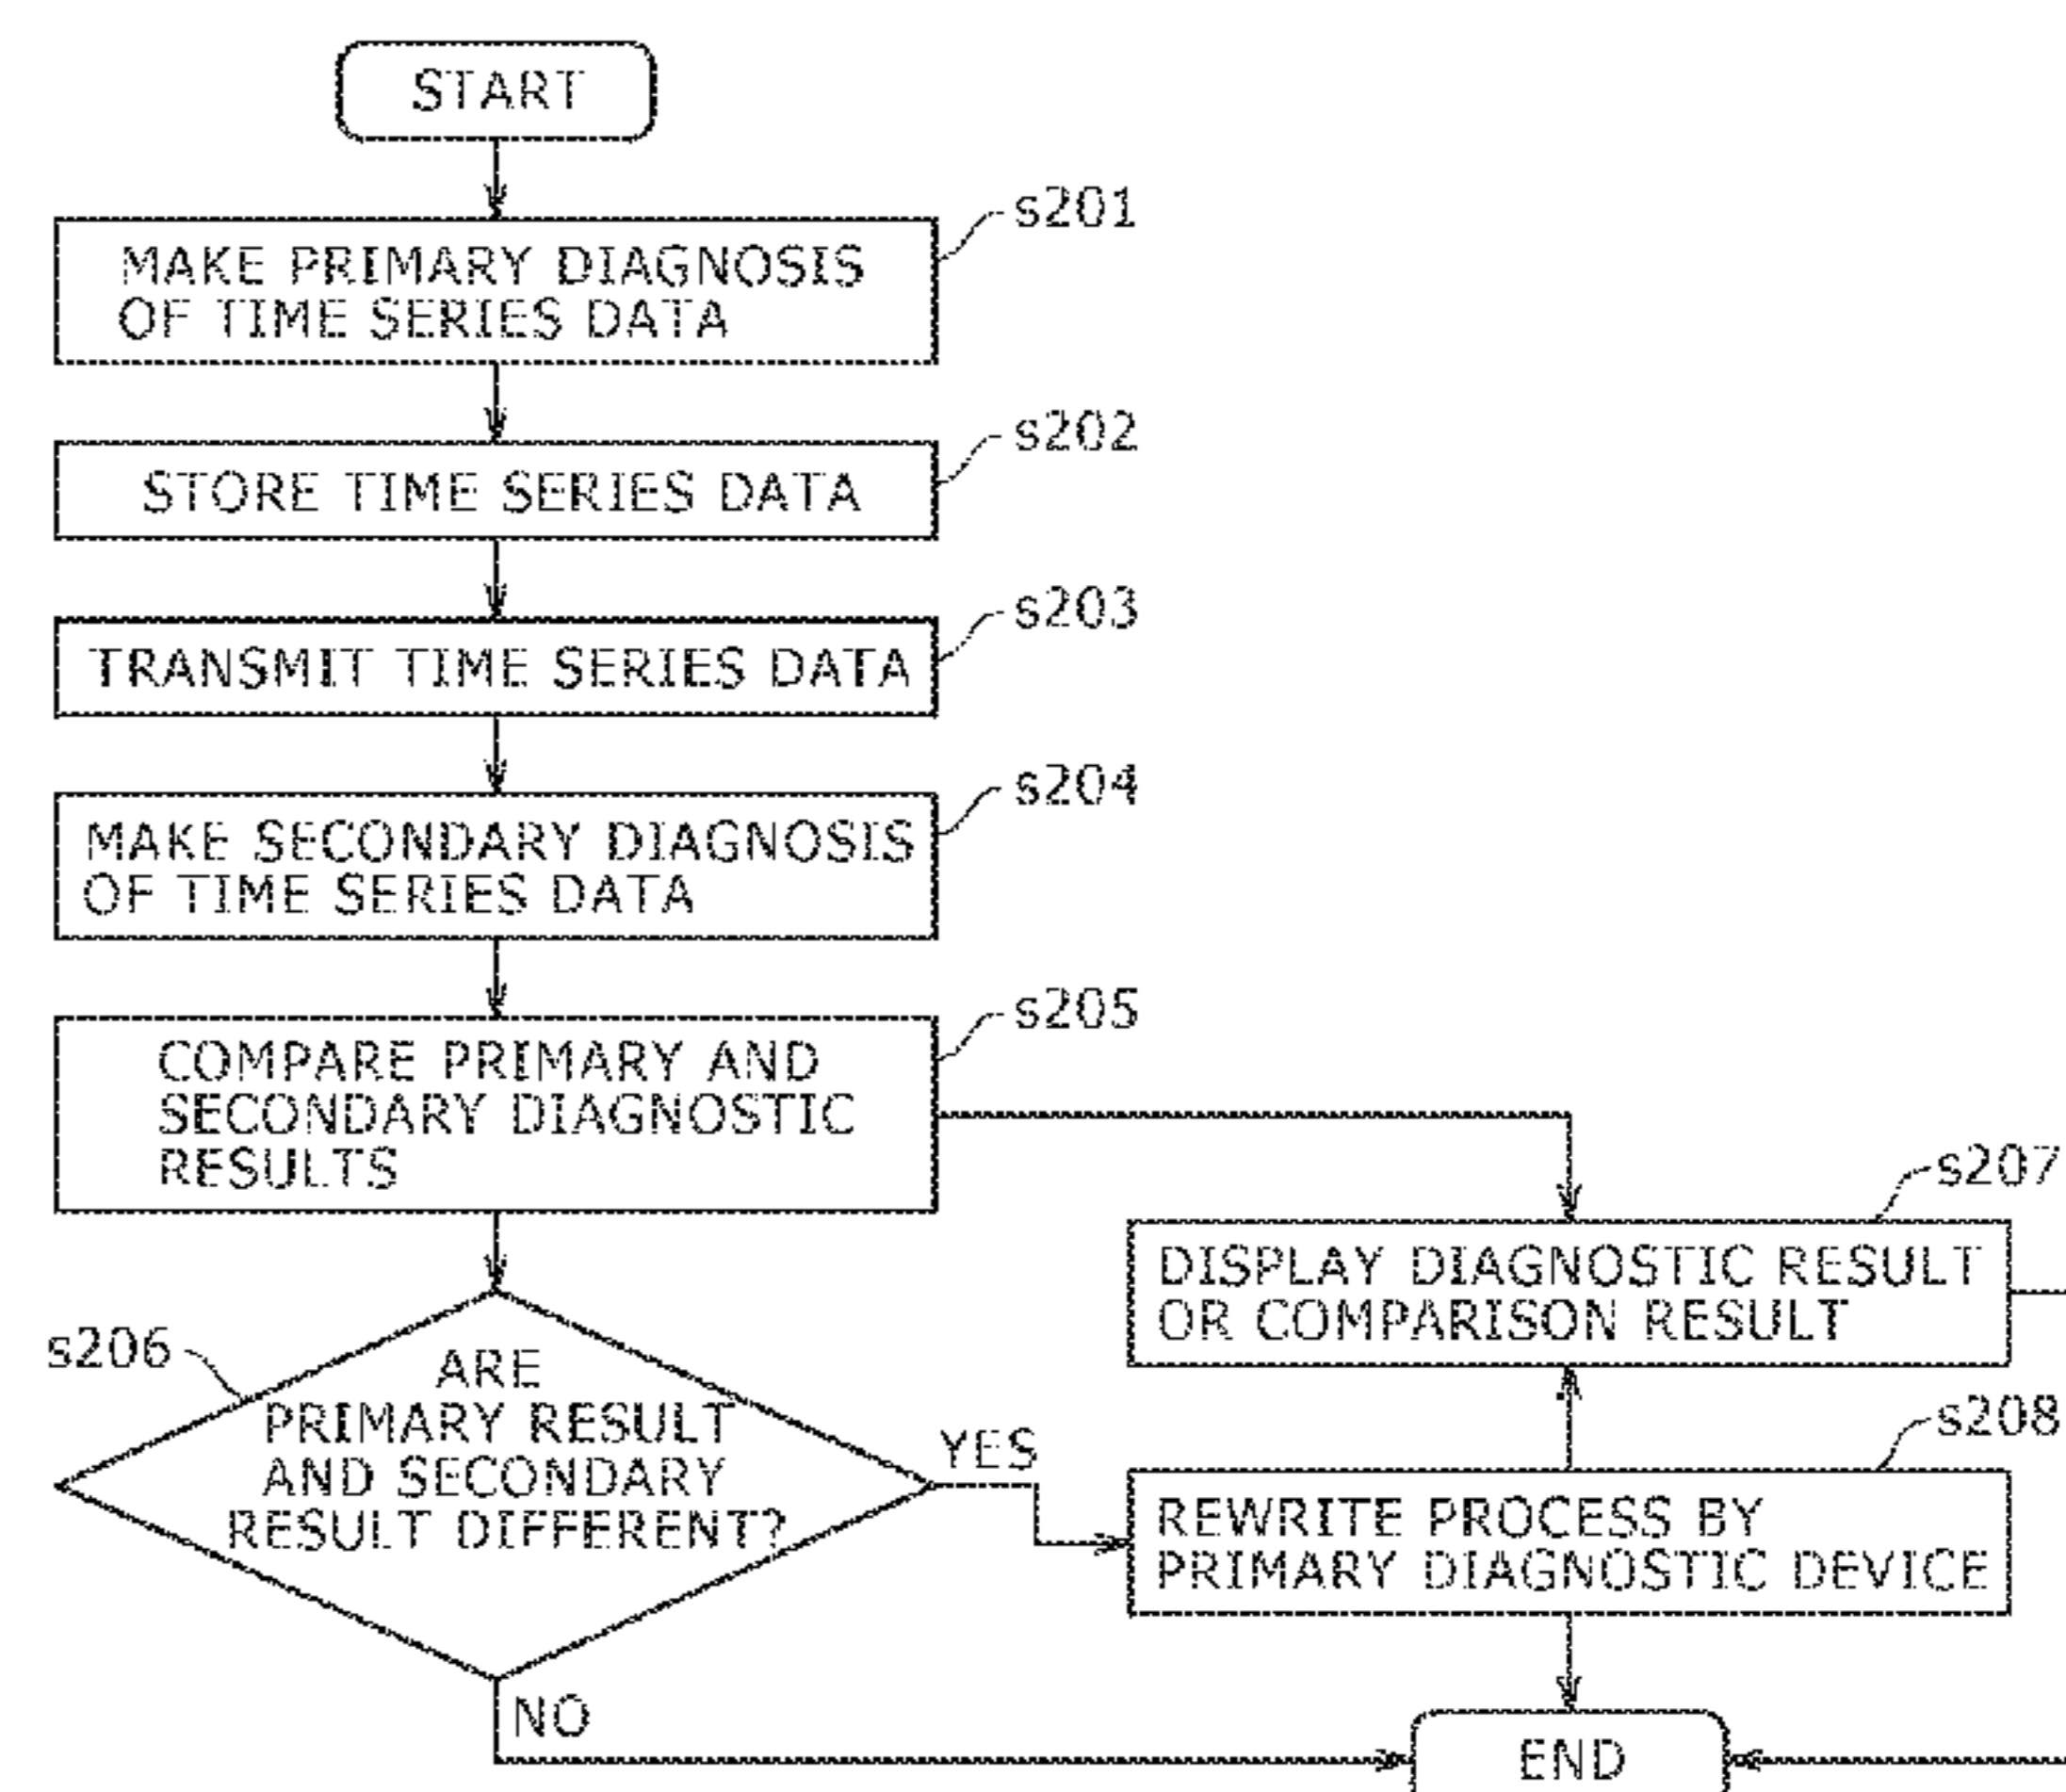 START
s201
MAKE PRIMARY DIAGNOSIS
OF TIME SERIES DATA
s202
STORE TIME SERIES DATA
s203
TRANSMIT TIME SERIES DATA
s204
MAKE SECONDARY DIAGNOSIS
OF TIME SERIES DATA
s205
COMPARE PRIMARY AND
SECONDARY DIAGNOSTIC
RESULTS
s206
ARE
PRIMARY RESULT
AND SECONDARY
RESULT DIFFERENT?
YES
NO
s207
DISPLAY DIAGNOSTIC RESULT
OR COMPARISON RESULT
s208
REWRITE PROCESS BY
PRIMARY DIAGNOSTIC DEVICE
END